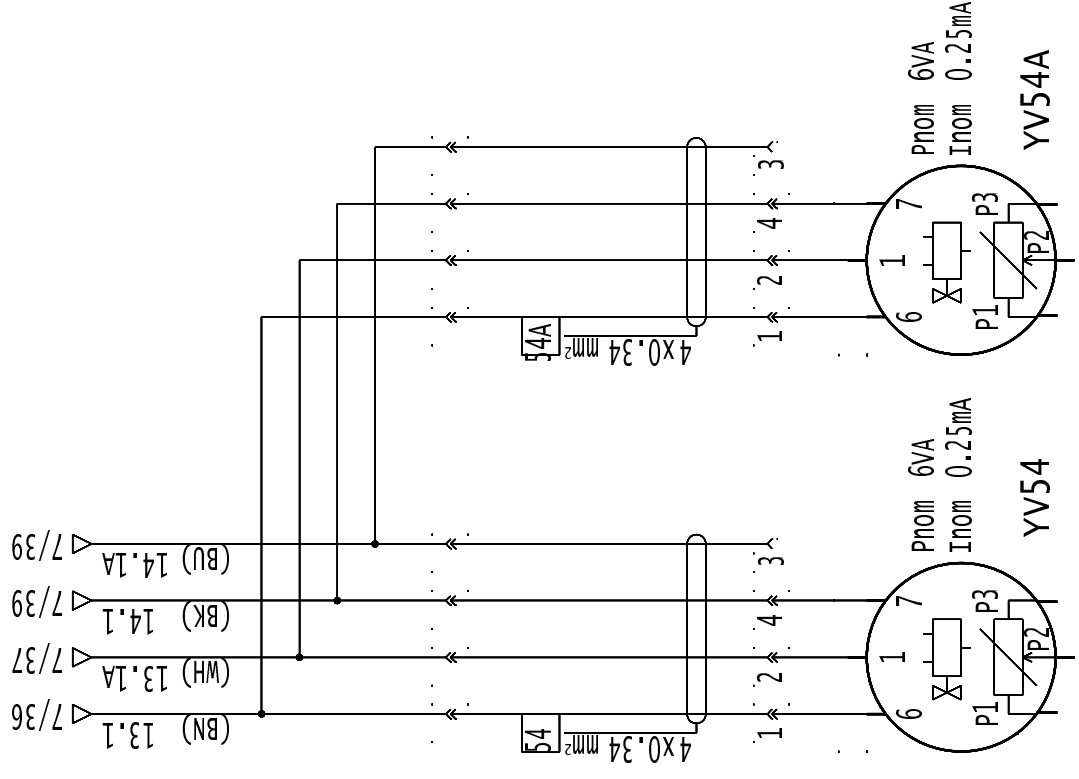 Pnom 6VA
Inom 0.25mA
YV54A
3
4
2
1
7
1
6
P3
P2
P1
54A
4x0.34 mm²
Pnom 6VA
Inom 0.25mA
YV54
7/39
(BU) 14.1A
7/39
(BK) 14.1
7/37
(WH) 13.1A
7/36
(BN) 13.1
3
4
2
1
7
1
6
P3
P2
P1
54
4x0.34 mm²